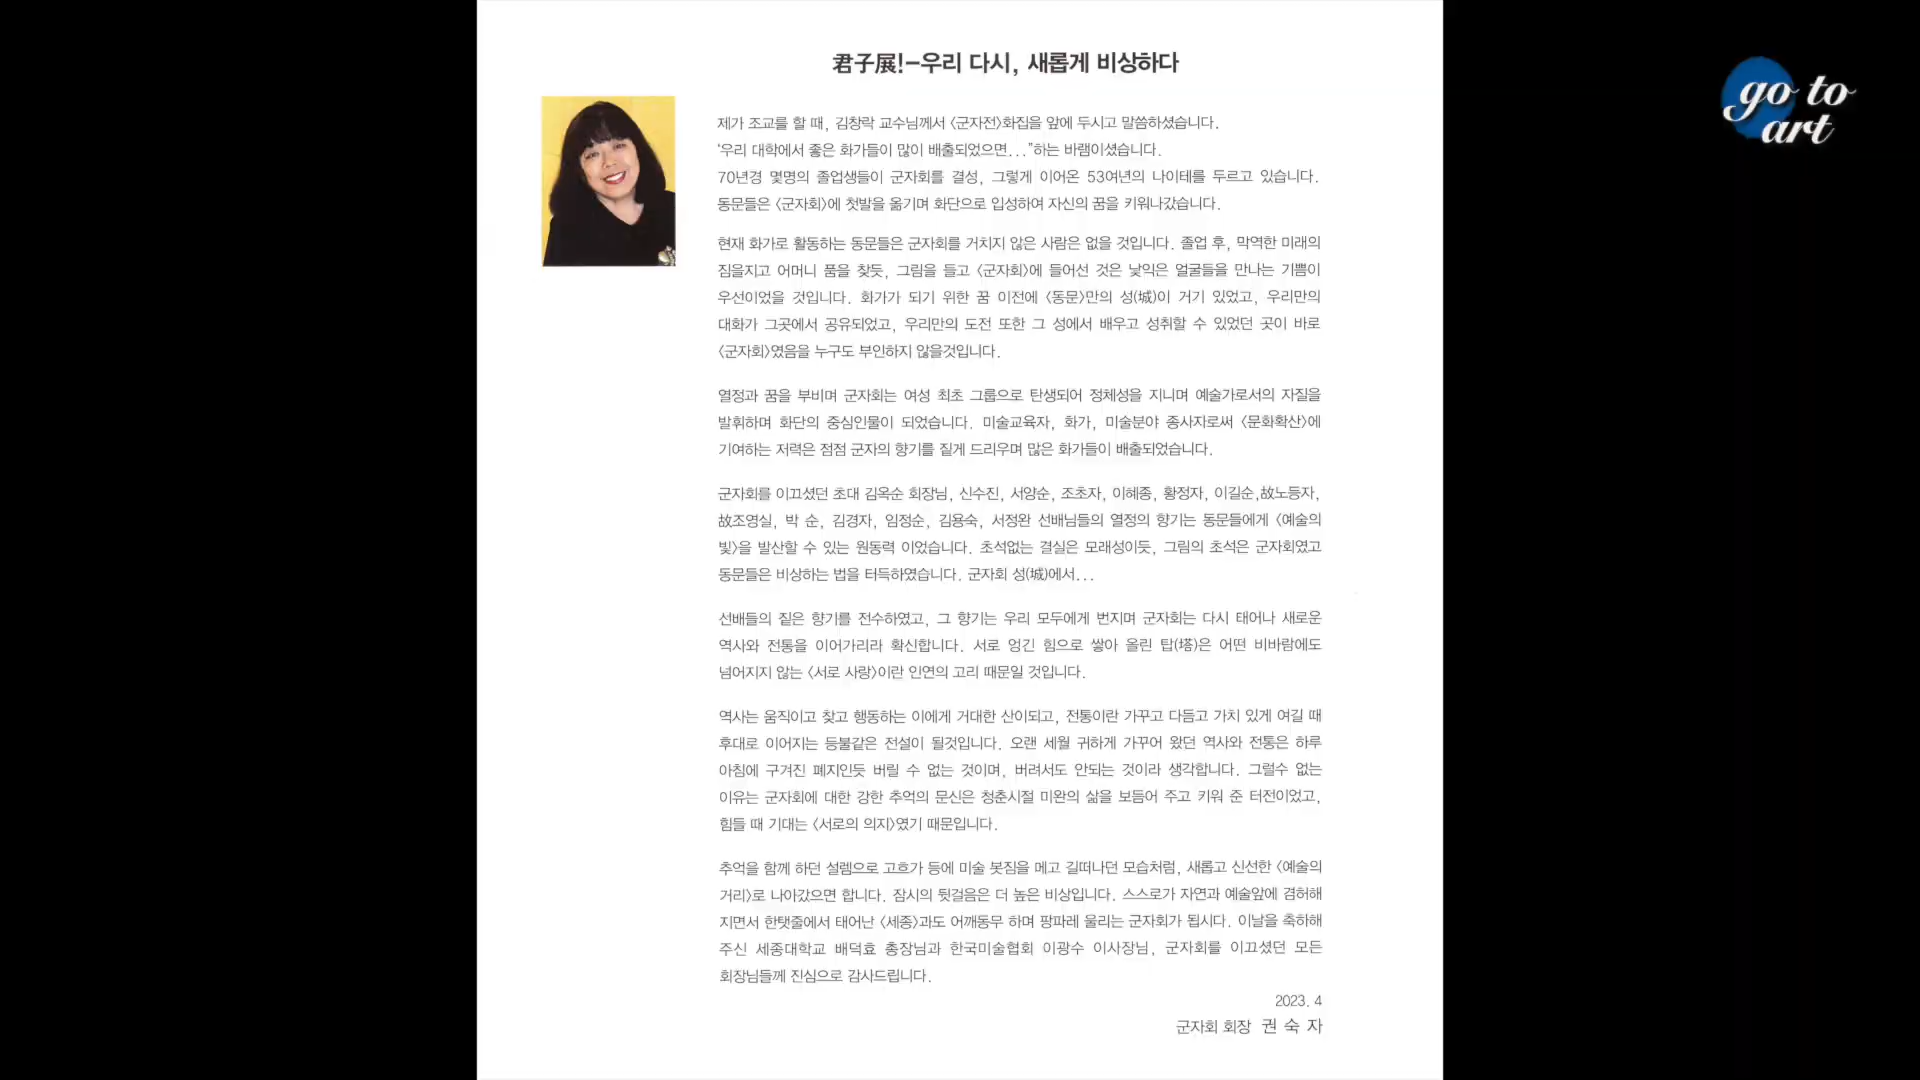 君子展!-우리 다시, 새롭게 비상하다
go to
art
제가 조교를 할 때, 김창락 교수님께서 〈군자전〉화집을 앞에 두시고 말씀하셨습니다.
‘우리 대학에서 좋은 화가들이 많이 배출되었으면...”하는 바램이셨습니다.
70년경 몇명의 졸업생들이 군자회를 결성, 그렇게 이어온 53여년의 나이테를 두르고 있습니다.
동문들은 〈군자회〉에 첫발을 옮기며 화단으로 입성하여 자신의 꿈을 키워나갔습니다.
현재 화가로 활동하는 동문들은 군자회를 거치지 않은 사람은 없을 것입니다. 졸업 후, 막역한 미래의
짐을지고 어머니 품을 찾듯, 그림을 들고 〈군자회〉에 들어선 것은 낯익은 얼굴들을 만나는 기쁨이
우선이었을 것입니다. 화가가 되기 위한 꿈 이전에 〈동문〉만의 성(城)이 거기 있었고, 우리만의
대화가 그곳에서 공유되었고, 우리만의 도전 또한 그 성에서 배우고 성취할 수 있었던 곳이 바로
〈군자회〉였음을 누구도 부인하지 않을것입니다.
열정과 꿈을 부비며 군자회는 여성 최초 그룹으로 탄생되어 정체성을 지니며 예술가로서의 자질을
발휘하며 화단의 중심인물이 되었습니다. 미술교육자, 화가, 미술분야 종사자로써 〈문화확산〉에
기여하는 저력은 점점 군자의 향기를 짙게 드리우며 많은 화가들이 배출되었습니다.
군자회를 이끄셨던 초대 김옥순 회장님, 신수진, 서양순, 조초자, 이혜종, 황정자, 이길순,故노등자,
故조영실, 박 순, 김경자, 임정순, 김용숙, 서정완 선배님들의 열정의 향기는 동문들에게 〈예술의
빛〉을 발산할 수 있는 원동력 이었습니다. 초석없는 결실은 모래성이듯, 그림의 초석은 군자회였고
동문들은 비상하는 법을 터득하였습니다. 군자회 성(城)에서...
선배들의 짙은 향기를 전수하였고, 그 향기는 우리 모두에게 번지며 군자회는 다시 태어나 새로운
역사와 전통을 이어가리라 확신합니다. 서로 엉긴 힘으로 쌓아 올린 탑(塔)은 어떤 비바람에도
넘어지지 않는 〈서로 사랑〉이란 인연의 고리 때문일 것입니다.
역사는 움직이고 찾고 행동하는 이에게 거대한 산이되고, 전통이란 가꾸고 다듬고 가치 있게 여길 때
후대로 이어지는 등불같은 전설이 될것입니다. 오랜 세월 귀하게 가꾸어 왔던 역사와 전통은 하루
아침에 구겨진 폐지인듯 버릴 수 없는 것이며, 버려서도 안되는 것이라 생각합니다. 그럴수 없는
이유는 군자회에 대한 강한 추억의 문신은 청춘시절 미완의 삶을 보듬어 주고 키워 준 터전이었고,
힘들 때 기대는 〈서로의 의지〉였기 때문입니다.
추억을 함께 하던 설렘으로 고흐가 등에 미술 봇짐을 메고 길떠나던 모습처럼, 새롭고 신선한 〈예술의
거리〉로 나아갔으면 합니다. 잠시의 뒷걸음은 더 높은 비상입니다. 스스로가 자연과 예술앞에 겸허해
지면서 한탯줄에서 태어난 〈세종〉과도 어깨동무 하며 팡파레 울리는 군자회가 됩시다. 이날을 축하해
주신 세종대학교 배덕효 총장님과 한국미술협회 이광수 이사장님, 군자회를 이끄셨던 모든
회장님들께 진심으로 감사드립니다.
2023. 4
군자회 회장 권 숙 자